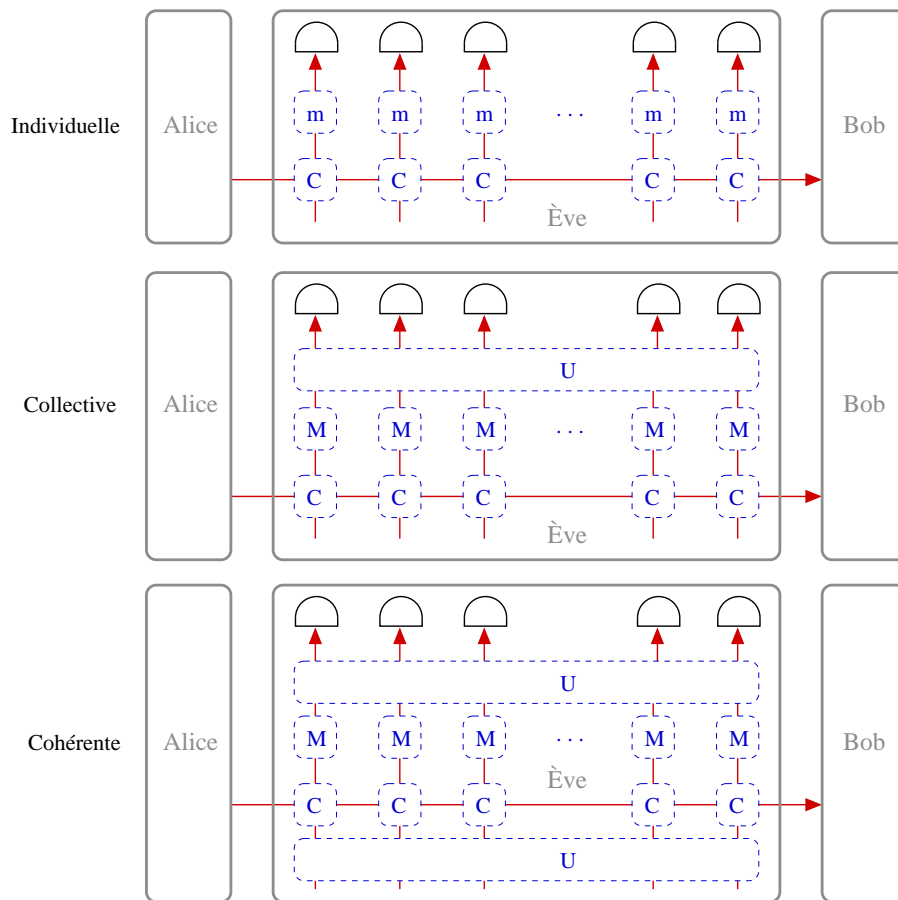 Individuelle
Alice
m m m . . . m m
C C C C C
Ève
Bob
Collective
Alice
U
M M M . . . M M
C C C C C
Ève
Bob
Cohérente
Alice
U
M M M . . . M M
Ève
C C C C C
U
Bob